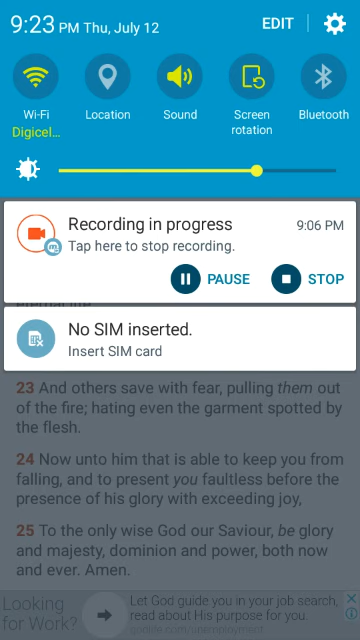 9:23 PM Thu, July 12 EDIT
Wi-Fi Location Sound Screen rotation Bluetooth
Digicel...
Recording in progress 9:06 PM
Tap here to stop recording.
PAUSE STOP
No SIM inserted.
Insert SIM card
23 And others save with fear, pulling them out
of the fire; hating even the garment spotted by
the flesh.
24 Now unto him that is able to keep you from
falling, and to present you faultless before the
presence of his glory with exceeding joy,
25 To the only wise God our Saviour, be glory
and majesty, dominion and power, both now
and ever. Amen.
Looking
for Work?
Let God guide you in your job search,
read about His purpose for you.